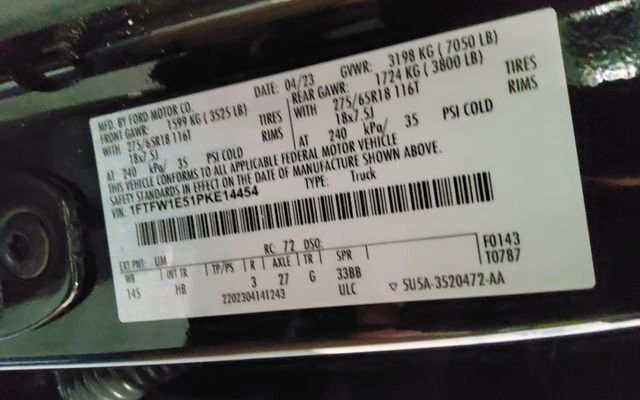 MFD. BY FORD MOTOR CO. DATE: 04/23 GVWR: 3198 KG ( 7050 LB)
FRONT GAWR: 1599 KG ( 3525 LB) REAR GAWR: 1724 KG ( 3800 LB)
WITH 275/65R18 116T TIRES WITH 275/65R18 116T TIRES
18x7.5J RIMS 18x7.5J RIMS
AT 240 kPa/ 35 PSI COLD AT 240 kPa/ 35 PSI COLD
THIS VEHICLE CONFORMS TO ALL APPLICABLE FEDERAL MOTOR VEHICLE
SAFETY STANDARDS IN EFFECT ON THE DATE OF MANUFACTURE SHOWN ABOVE.
VIN: 1FTFW1E51PKE14454 TYPE: Truck
EXT PNT: UM RC: 72 DSO: F0143
WB INT TR TP/PS R AXLE TR SPR T0787
145 HB 3 27 G 33BB
2202304141243 ULC SU5A-3520472-AA